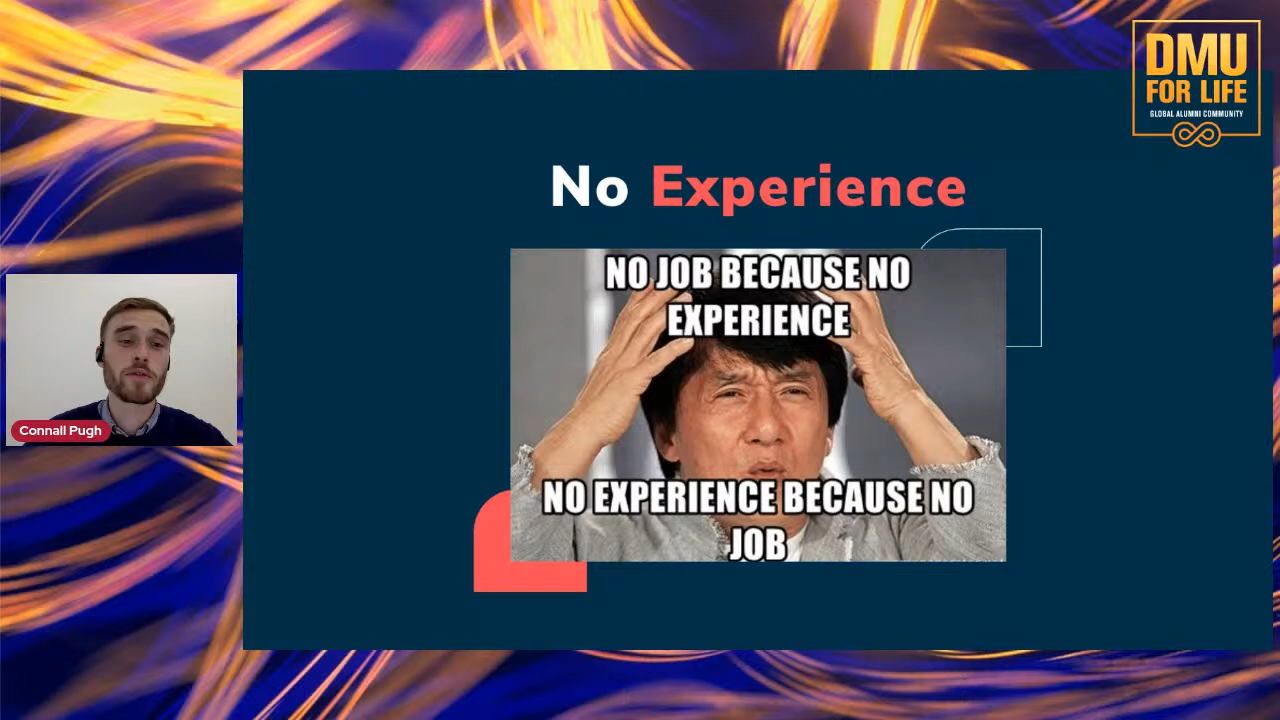 DMU
FOR LIFE
GLOBAL ALUMNI COMMUNITY
No Experience
NO JOB BECAUSE NO
EXPERIENCE
NO EXPERIENCE BECAUSE NO
JOB
Connall Pugh